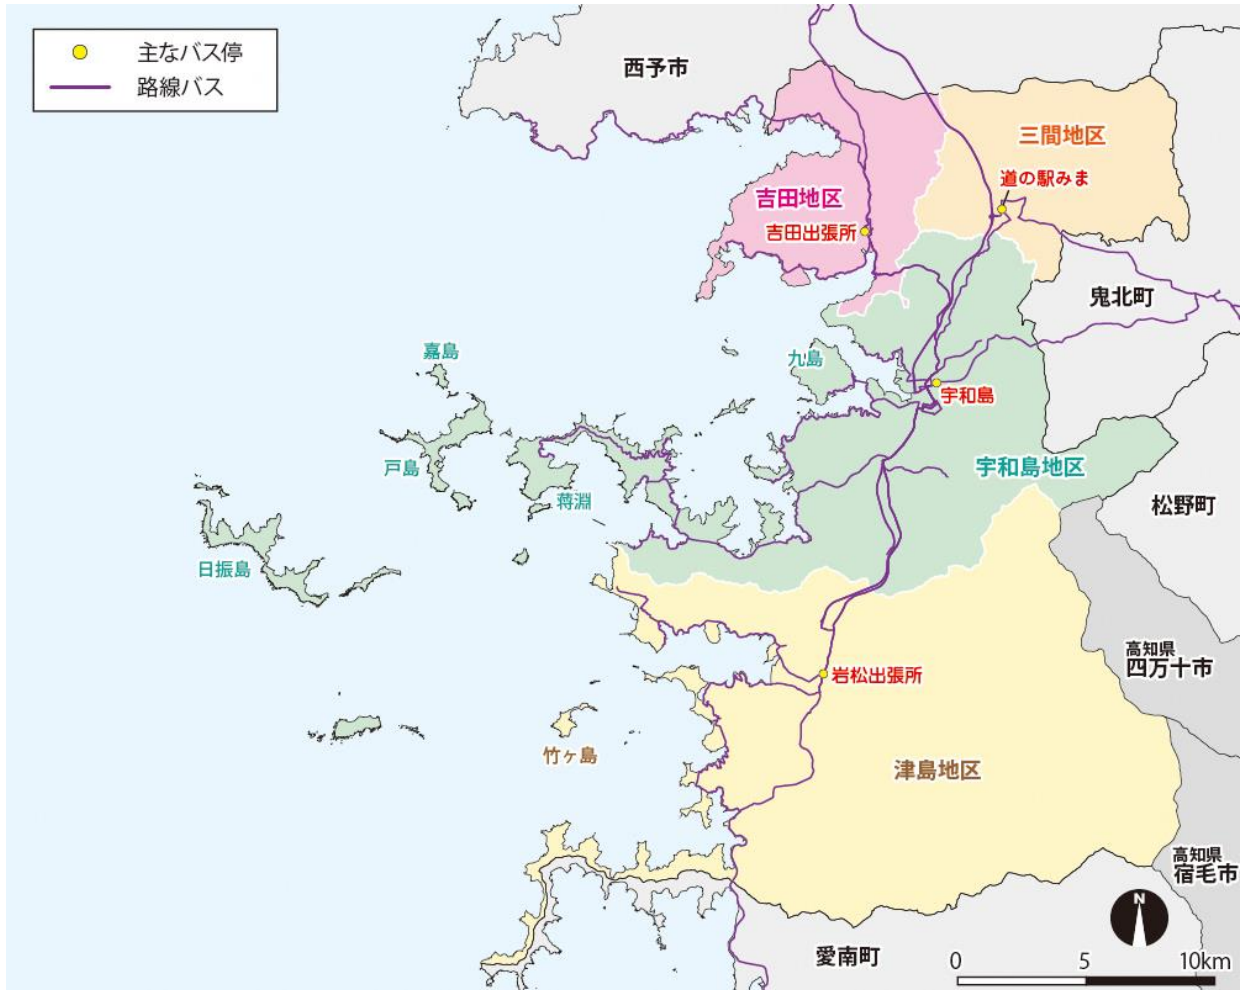 主なバス停
路線バス
西予市
三間地区
道の駅みま
吉田地区
吉田出張所
鬼北町
嘉島
九島
宇和島
戸島
蒋淵
宇和島地区
松野町
日振島
高知県
四万十市
岩松出張所
竹ヶ島
津島地区
高知県
宿毛市
愛南町
N
0 5 10km